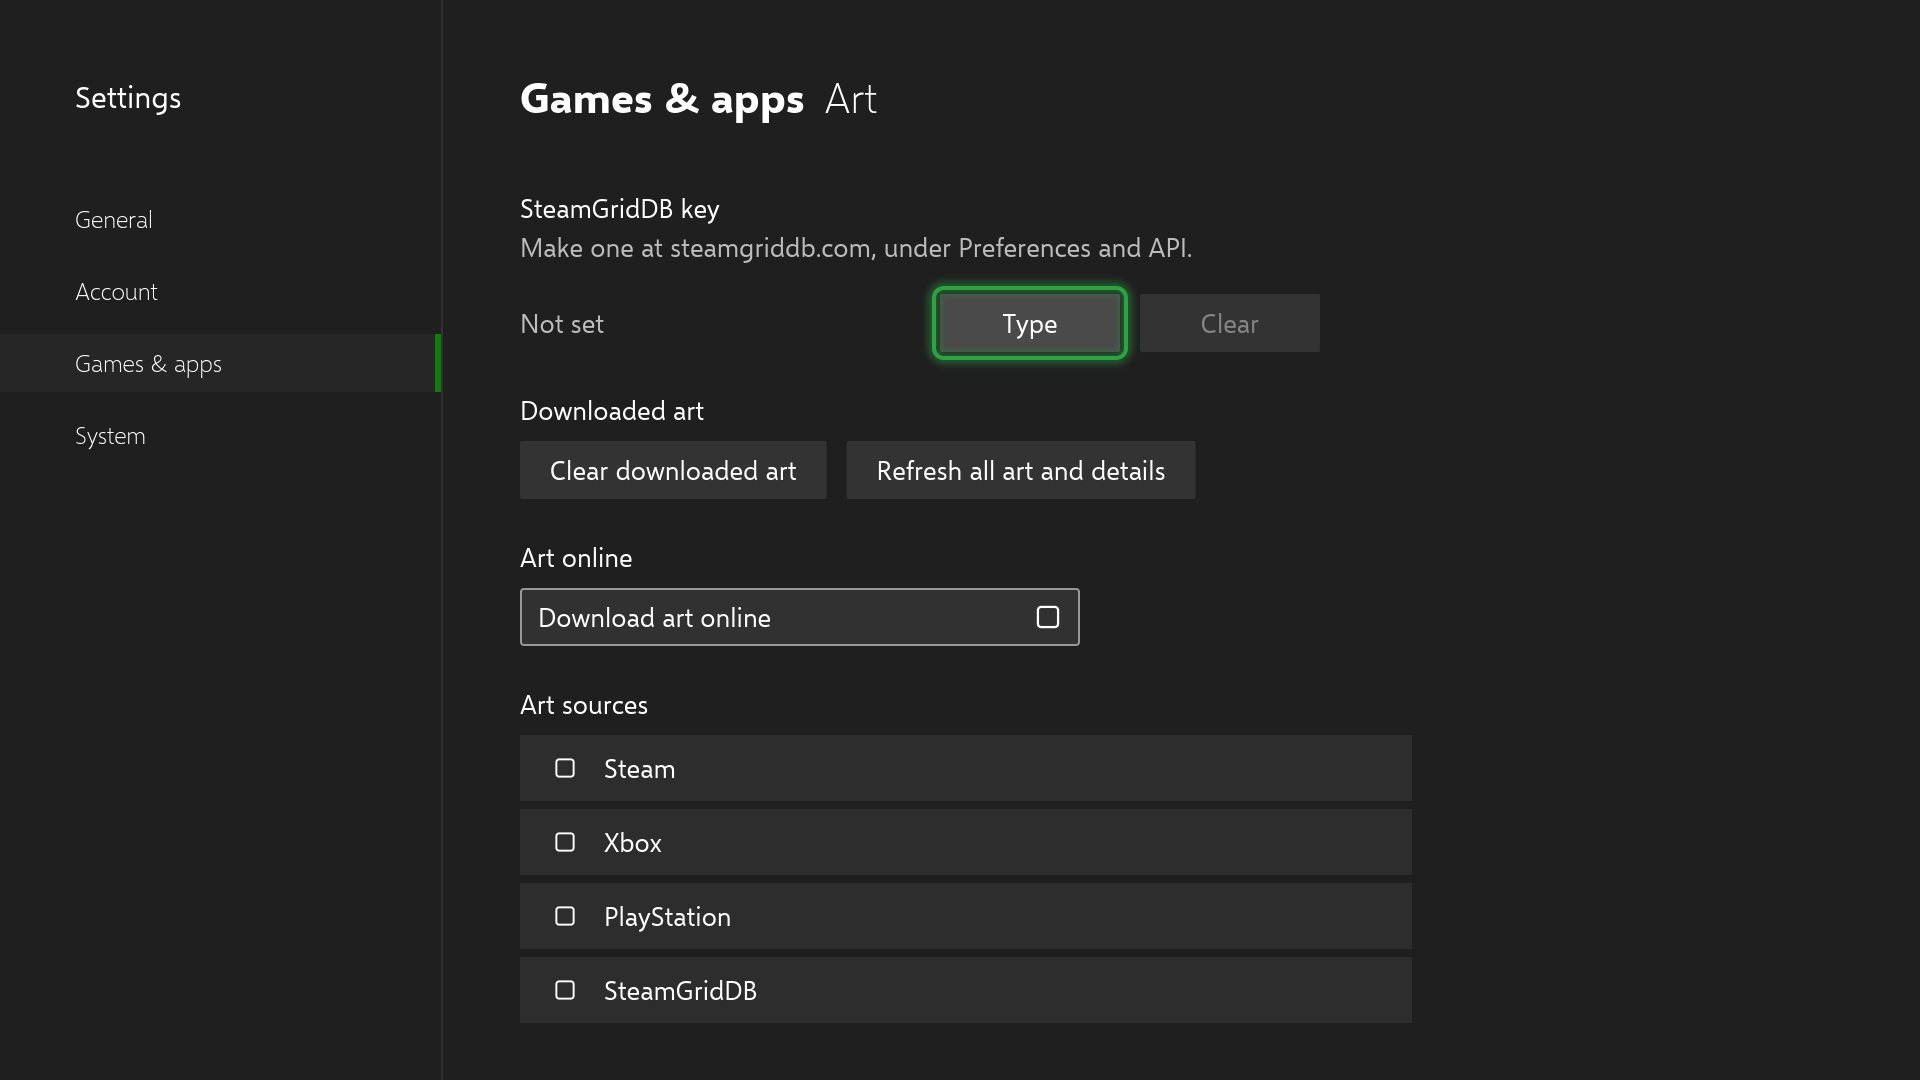 Settings
General
Account
Games & apps
System
Games & apps Art
SteamGridDB key
Make one at steamgriddb.com, under Preferences and API.
Not set
Type
Clear
Downloaded art
Clear downloaded art
Refresh all art and details
Art online
Download art online
Art sources
Steam
Xbox
PlayStation
SteamGridDB